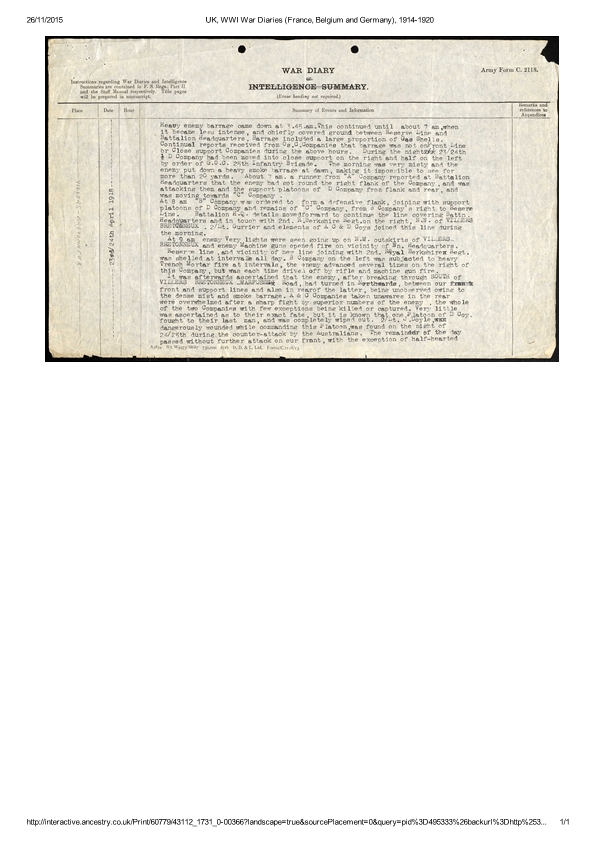 26/11/2015
UK, WWI War Diaries (France, Belgium and Germany), 1914-1920
WAR DIARY
or
INTELLIGENCE SUMMARY.
(Erase heading not required.)
Army Form C. 2118.
Instructions regarding War Diaries and Intelligence
Summaries are contained in F. S. Regs., Part II.
and the Staff Manual respectively. Title pages
will be prepared in manuscript.
Place Date Hour
Summary of Events and Information
Remarks and
references to
Appendices
24th April 1918.
Heavy enemy barrage came down at 3.45.am. This continued until about 7 am, when
it became less intense, and chiefly covered ground between Reserve Line and
Battalion Headquarters, Barrage included a large proportion of Gas Shells.
Continual reports received from Os.C. Companies that barrage was not on Front Line
or Close support Companies during the above hours. During the night 23/24th
½ D Company had been moved into close support on the right and half on the left
by order of G.O.C. 25th Infantry Brigade. The morning was very misty and the
enemy put down a heavy smoke barrage at dawn, making it impossible to see for
more than 20 yards. About 7 am. a runner from "A" Company reported at Battalion
Headquarters that the enemy had got round the right flank of the Company, and was
attacking them and the support platoons of "D" Company from flank and rear, and
was moving towards "C" Company.
At 8 am "B" Company was ordered to form a defensive flank, joining with support
platoons of D Company and remains of "C" Company, from B Company's right to Reserve
Line. Battalion H.Q. details moved forward to continue the line covering Battn.
Headquarters and in touch with 2nd. R.Berkshire Regt. on the right, N.W. of VILLERS
BRETONNEUX. 2/Lt. Currier and elements of A C & D Coys joined this line during
the morning.
At 9 am enemy Very lights were seen going up on N.W. outskirts of VILLERS
BRETONNEUX and enemy Machine guns opened fire on vicinity of Bn. Headquarters.
Reserve line, and vicinity of new line joining with 2nd. Royal Berkshire Regt.
was shelled at intervals all day. B Company on the left was subjected to heavy
Trench Mortar fire at intervals, the enemy advanced several times on the right of
this Company, but was each time driven off by rifle and machine gun fire.
It was afterwards ascertained that the enemy, after breaking through SOUTH of
VILLERS BRETONNEUX Road, had turned in Northwards, between our
front and support lines and also in rear of the latter, being unobserved owing to
the dense mist and smoke barrage. A & C Companies taken unawares in the rear
were overwhelmed after a sharp fight by superior numbers of the enemy, the whole
of the two Companies with few exceptions being killed or captured. Very little
was ascertained as to their exact fate, but it is known that one Platoon of D Coy.
fought to their last man, and was completely wiped out. 2/Lt. Doyle, was
dangerously wounded while commanding this Platoon, was found on the night of
24/25th during the counter-attack by the Australians. The remainder of the day
passed without further attack on our front, with the exception of half-hearted
http://interactive.ancestry.co.uk/Print/60779/43112_1731_0-00366?landscape=true&sourcePlacement=0&query=pid%3D495333%26backurl%3Dhttp%253...
1/1